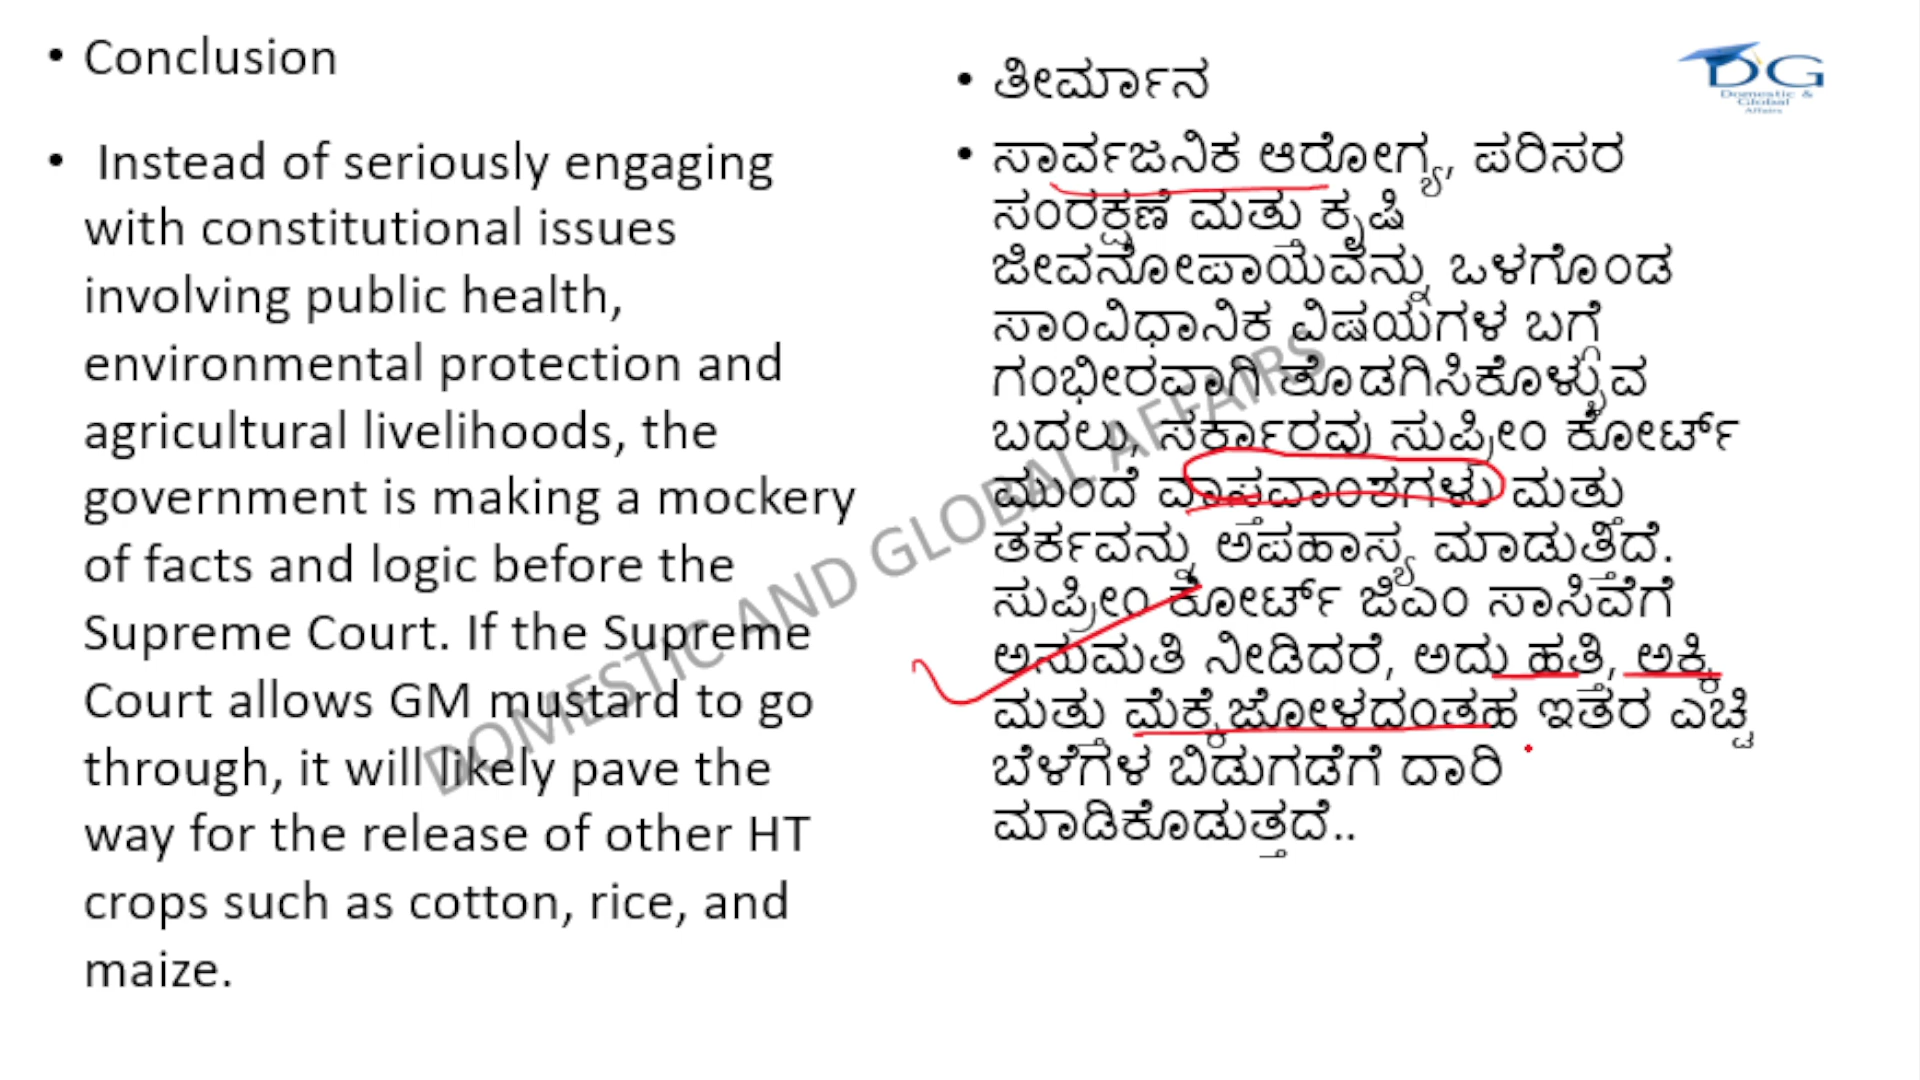 • Conclusion
• Instead of seriously engaging
with constitutional issues
involving public health,
environmental protection and
agricultural livelihoods, the
government is making a mockery
of facts and logic before the
Supreme Court. If the Supreme
Court allows GM mustard to go
through, it will likely pave the
way for the release of other HT
crops such as cotton, rice, and
maize.
• ತೀರ್ಮಾನ
• ಸಾರ್ವಜನಿಕ ಆರೋಗ್ಯ, ಪರಿಸರ
ಸಂರಕ್ಷಣೆ ಮತ್ತು ಕೃಷಿ
ಜೀವನೋಪಾಯವನ್ನು ಒಳಗೊಂಡ
ಸಾಂವಿಧಾನಿಕ ವಿಷಯಗಳ ಬಗ್ಗೆ
ಗಂಭೀರವಾಗಿ ತೊಡಗಿಸಿಕೊಳ್ಳುವ
ಬದಲು, ಸರ್ಕಾರವು ಸುಪ್ರೀಂ ಕೋರ್ಟ್
ಮುಂದೆ ವಾಸ್ತವಾಂಶಗಳು ಮತ್ತು
ತರ್ಕವನ್ನು ಅಪಹಾಸ್ಯ ಮಾಡುತ್ತಿದೆ.
ಸುಪ್ರೀಂ ಕೋರ್ಟ್ ಜಿಎಂ ಸಾಸಿವೆಗೆ
ಅನುಮತಿ ನೀಡಿದರೆ, ಅದು ಹತ್ತಿ, ಅಕ್ಕಿ
ಮತ್ತು ಮೆಕ್ಕೆಜೋಳದಂತಹ ಇತರ ಎಚ್ಟಿ
ಬೆಳೆಗಳ ಬಿಡುಗಡೆಗೆ ದಾರಿ
ಮಾಡಿಕೊಡುತ್ತದೆ..
DG
Domestic &
Global
Affairs
DOMESTIC AND GLOBAL AFFAIRS